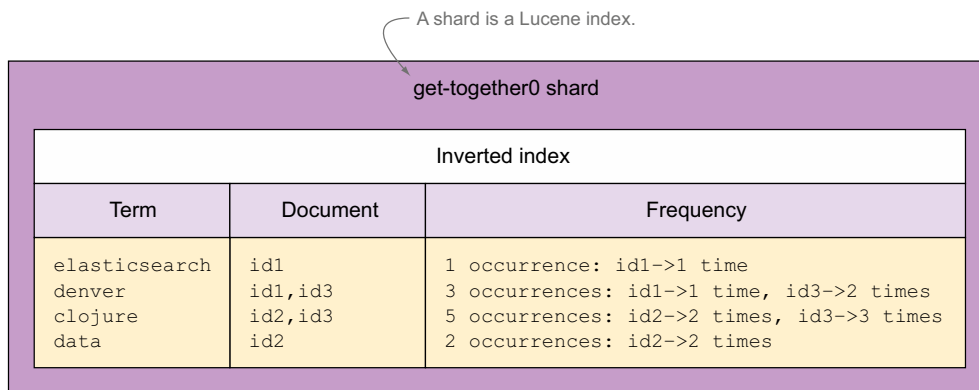 A shard is a Lucene index.
get-together0 shard
Inverted index
Term Document Frequency
elasticsearch id1 1 occurrence: id1->1 time
denver id1,id3 3 occurrences: id1->1 time, id3->2 times
clojure id2,id3 5 occurrences: id2->2 times, id3->3 times
data id2 2 occurrences: id2->2 times